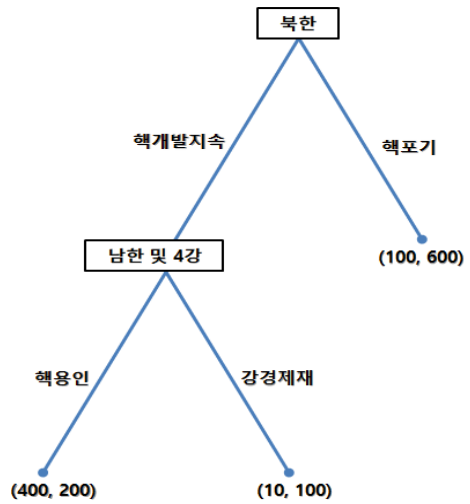 북한
핵개발지속
핵포기
남한 및 4강
(100, 600)
핵용인
강경제재
(400, 200)
(10, 100)